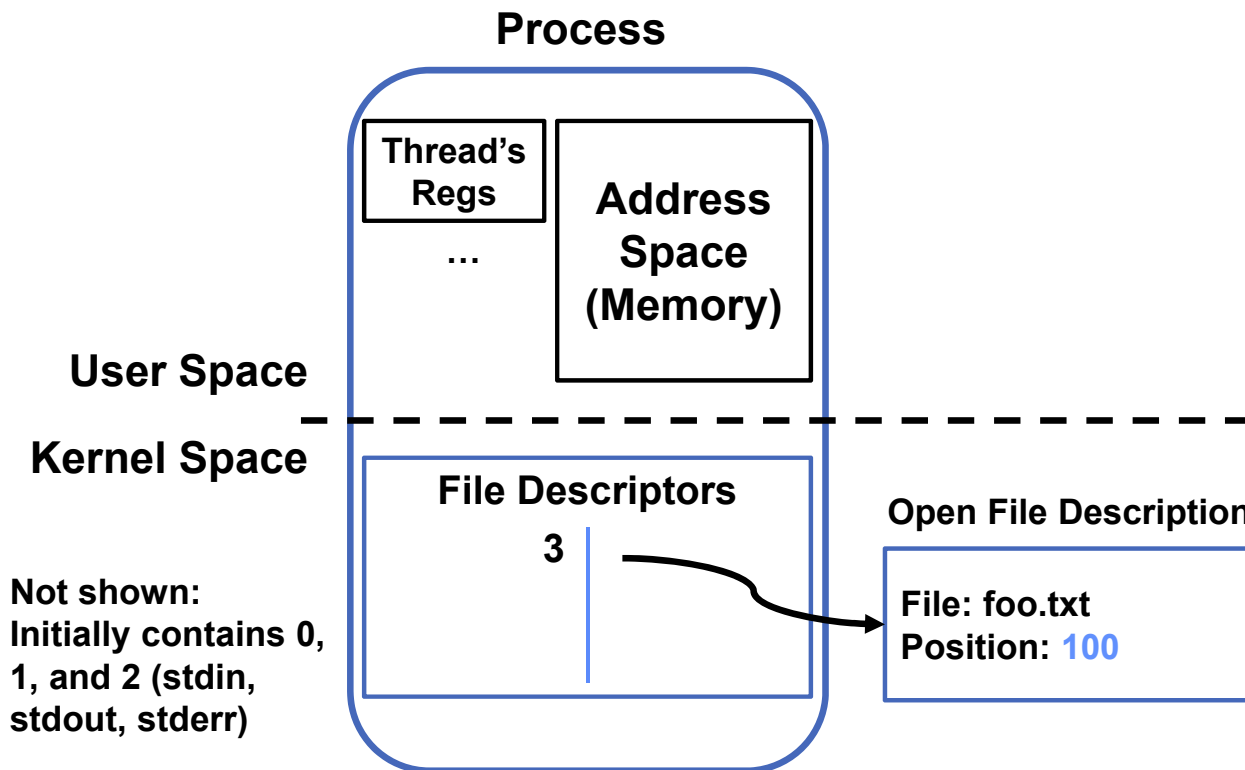 Process
Thread’s
Regs
...
Address
Space
(Memory)
User Space
Kernel Space
File Descriptors
3
Open File Description
File: foo.txt
Position: 100
Not shown:
Initially contains 0,
1, and 2 (stdin,
stdout, stderr)